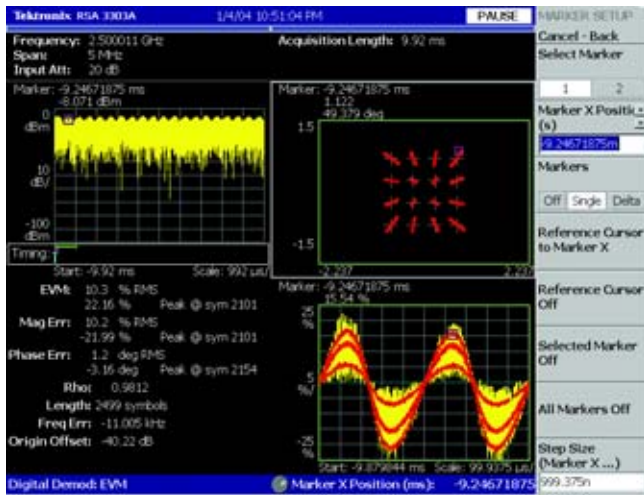 Tektronix RSA 3303A 1/4/04 10:51:04 PM PAUSE
Frequency: 2.500011 GHz Acquisition Length: 9.92 ms
Span: 5 MHz
Input Att: 20 dB
Marker: -9.24671875 ms
-8.071 dBm
0
dBm
10
dB/
-100
dBm
Marker: -9.24671875 ms
1.122
49.379 deg
1.5
-1.5
-2.237 2.237
Timing:
Start: -9.92 ms Scale: 992 µs/
EVM: 10.3 % RMS
22.16 % Peak @ sym 2101
Mag Err: 10.2 % RMS
-21.99 % Peak @ sym 2101
Phase Err: 1.2 deg RMS
-3.16 deg Peak @ sym 2154
Rho: 0.9812
Length: 2499 symbols
Freq Err: -11.005 kHz
Origin Offset: -40.22 dB
Marker: -9.24671875 ms
15.54 %
25
%
5
%/
-25
%
Start: -9.879844 ms Scale: 99.9375 µs/
Digital Demod: EVM Marker X Position (ms): -9.24671875
MARKER SETUP
Cancel - Back
Select Marker
1 2
Marker X Positi...
(s)
-9.24671875m
Markers
Off Single Delta
Reference Cursor
to Marker X
Reference Cursor
Off
Selected Marker
Off
All Markers Off
Step Size
(Marker X ...)
999.375n